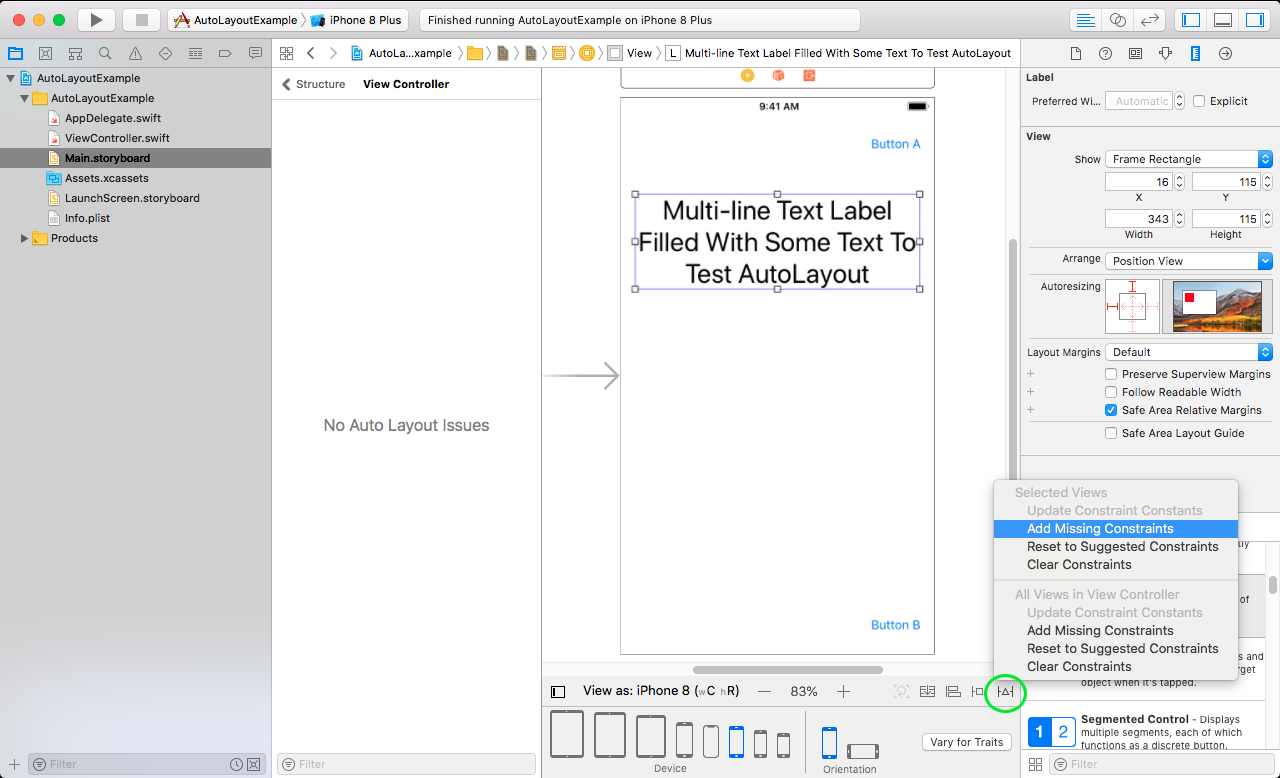 AutoLayoutExample
iPhone 8 Plus
Finished running AutoLayoutExample on iPhone 8 Plus
AutoLa...xample
View
L
Multi-line Text Label Filled With Some Text To Test AutoLayout
AutoLayoutExample
AutoLayoutExample
AppDelegate.swift
ViewController.swift
Main.storyboard
Assets.xcassets
LaunchScreen.storyboard
Info.plist
Products
Filter
Structure
View Controller
No Auto Layout Issues
Filter
9:41 AM
Button A
Multi-line Text Label
Filled With Some Text To
Test AutoLayout
Button B
View as: iPhone 8 (wC hR)
83%
Device
Orientation
Vary for Traits
Label
Preferred Wi...
Automatic
Explicit
View
Show
Frame Rectangle
16
115
X
Y
343
115
Width
Height
Arrange
Position View
Autoresizing
Layout Margins
Default
Preserve Superview Margins
Follow Readable Width
Safe Area Relative Margins
Safe Area Layout Guide
Selected Views
Update Constraint Constants
Add Missing Constraints
Reset to Suggested Constraints
Clear Constraints
All Views in View Controller
Update Constraint Constants
Add Missing Constraints
Reset to Suggested Constraints
Clear Constraints
of
and
object when it's tapped.
1 2
Segmented Control - Displays
multiple segments, each of which
functions as a discrete button.
Filter